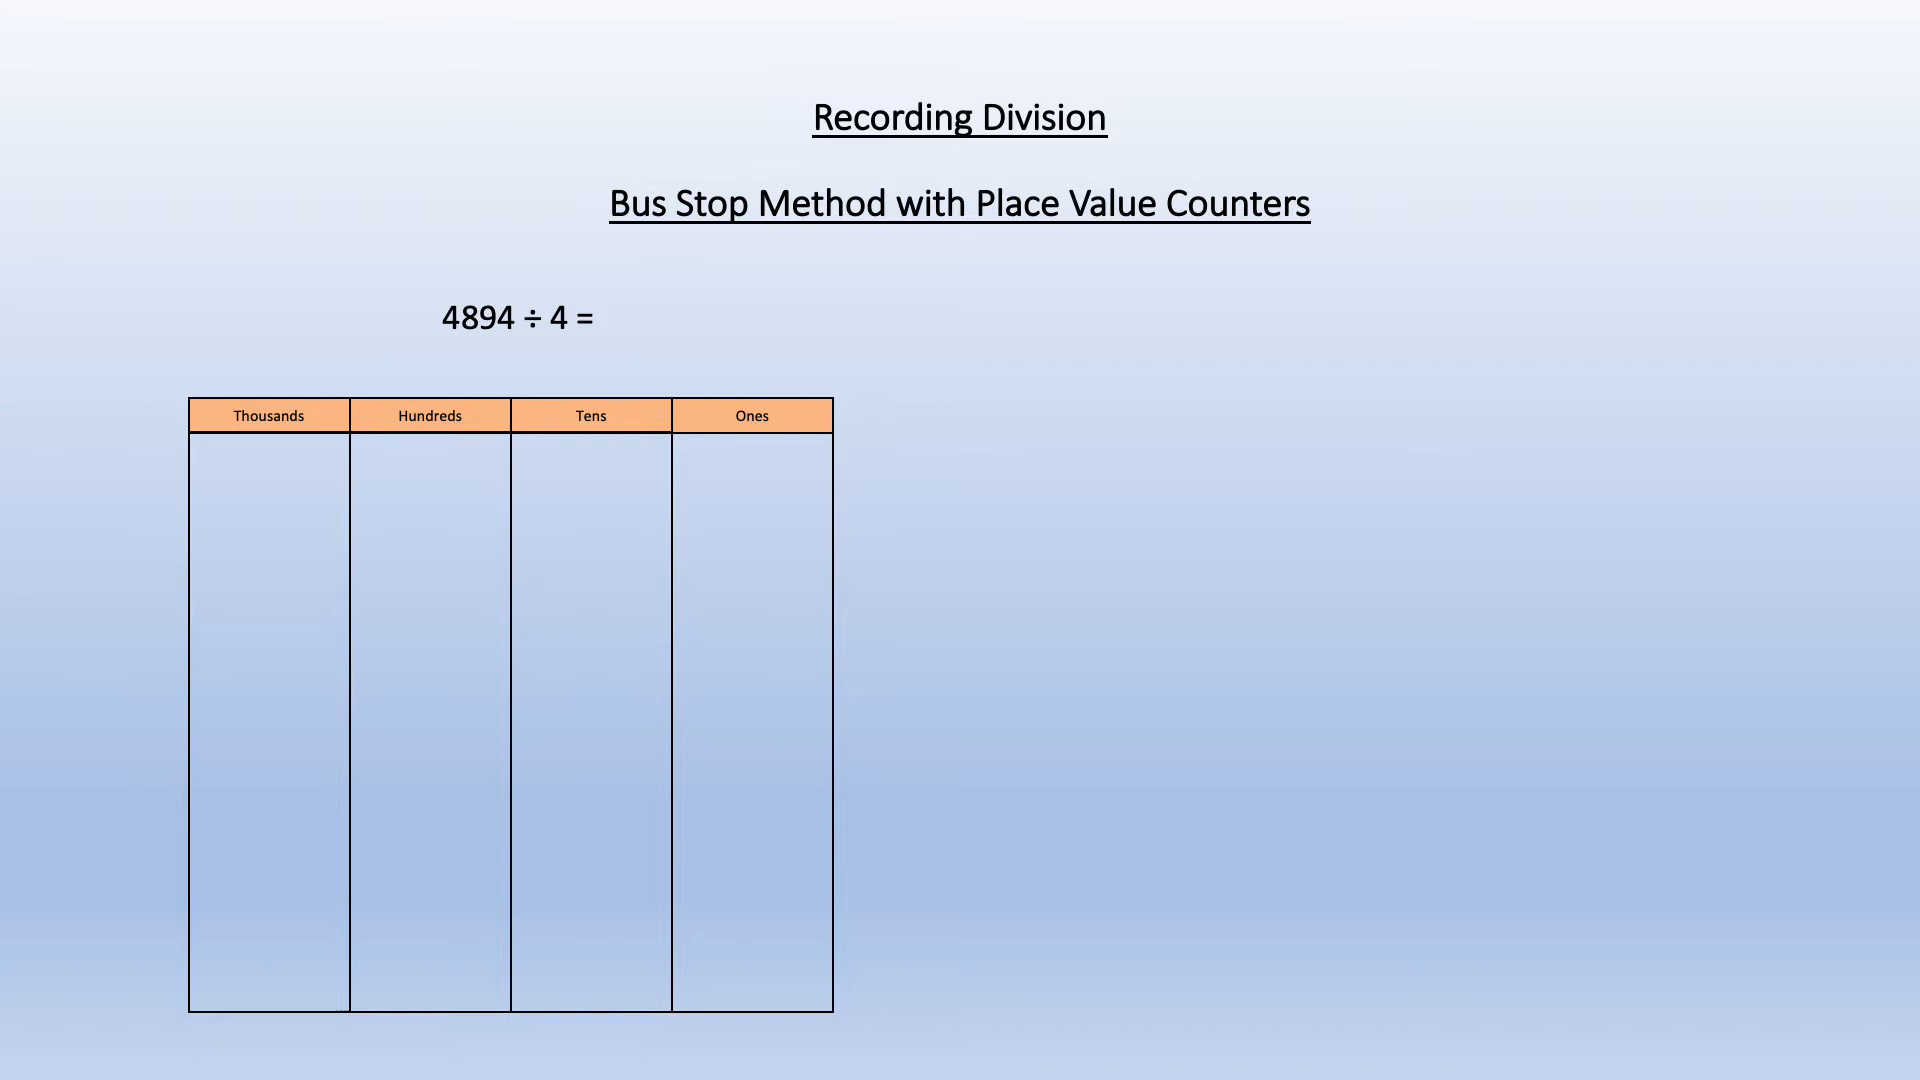 Recording Division
Bus Stop Method with Place Value Counters
4894 ÷ 4 =
Thousands Hundreds Tens Ones